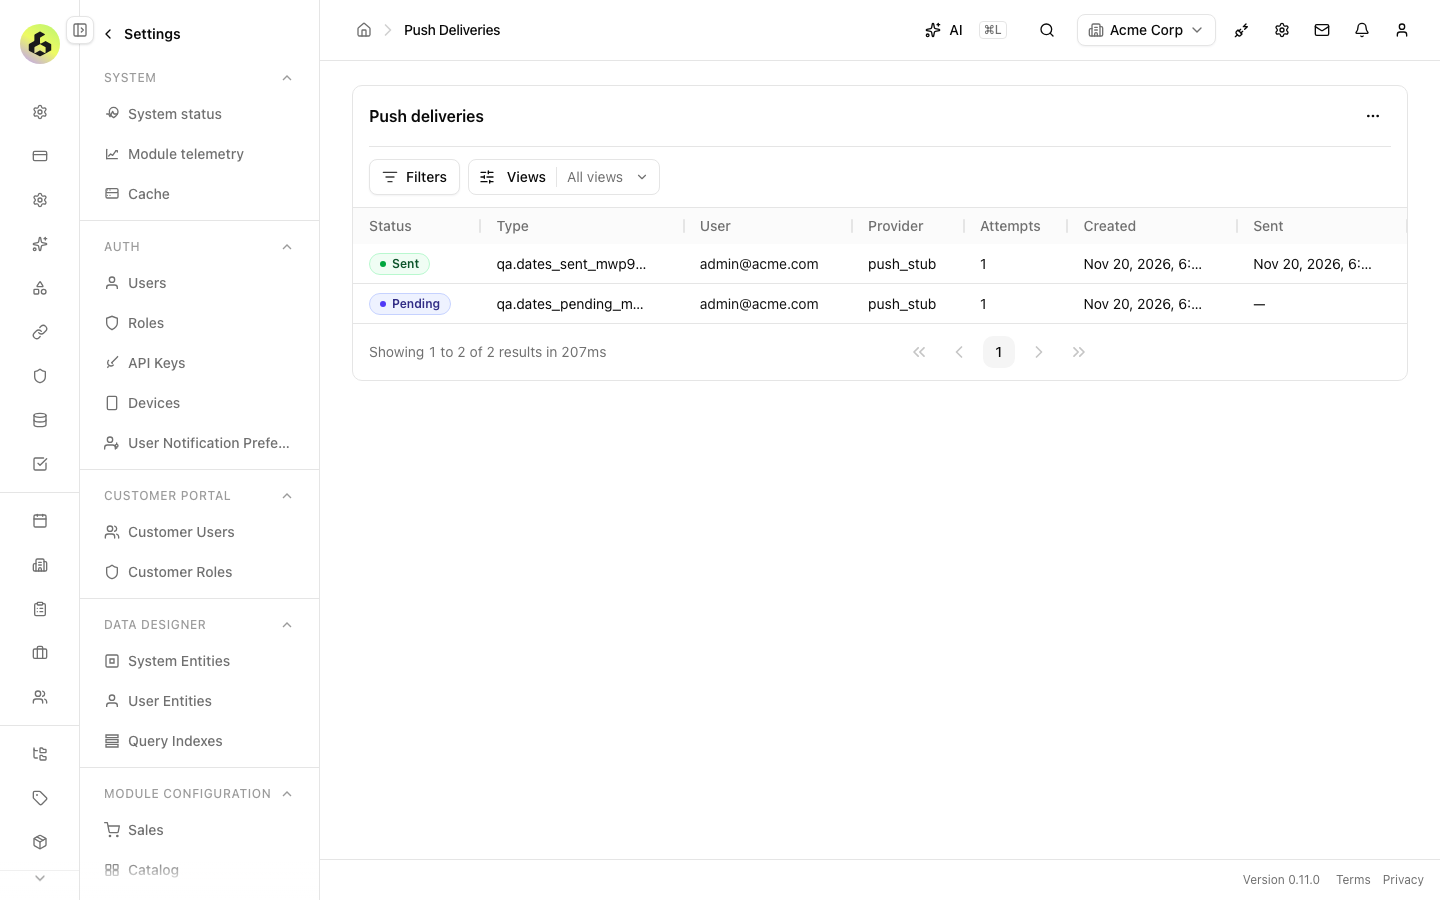 Settings
Push Deliveries
AI
⌘L
Acme Corp
SYSTEM
System status
Module telemetry
Cache
AUTH
Users
Roles
API Keys
Devices
User Notification Prefe...
CUSTOMER PORTAL
Customer Users
Customer Roles
DATA DESIGNER
System Entities
User Entities
Query Indexes
MODULE CONFIGURATION
Sales
Catalog
Push deliveries
Filters
Views All views
Status Type User Provider Attempts Created Sent
Sent qa.dates_sent_mwp9... admin@acme.com push_stub 1 Nov 20, 2026, 6:... Nov 20, 2026, 6:...
Pending qa.dates_pending_m... admin@acme.com push_stub 1 Nov 20, 2026, 6:... —
Showing 1 to 2 of 2 results in 207ms
1
Version 0.11.0 Terms Privacy